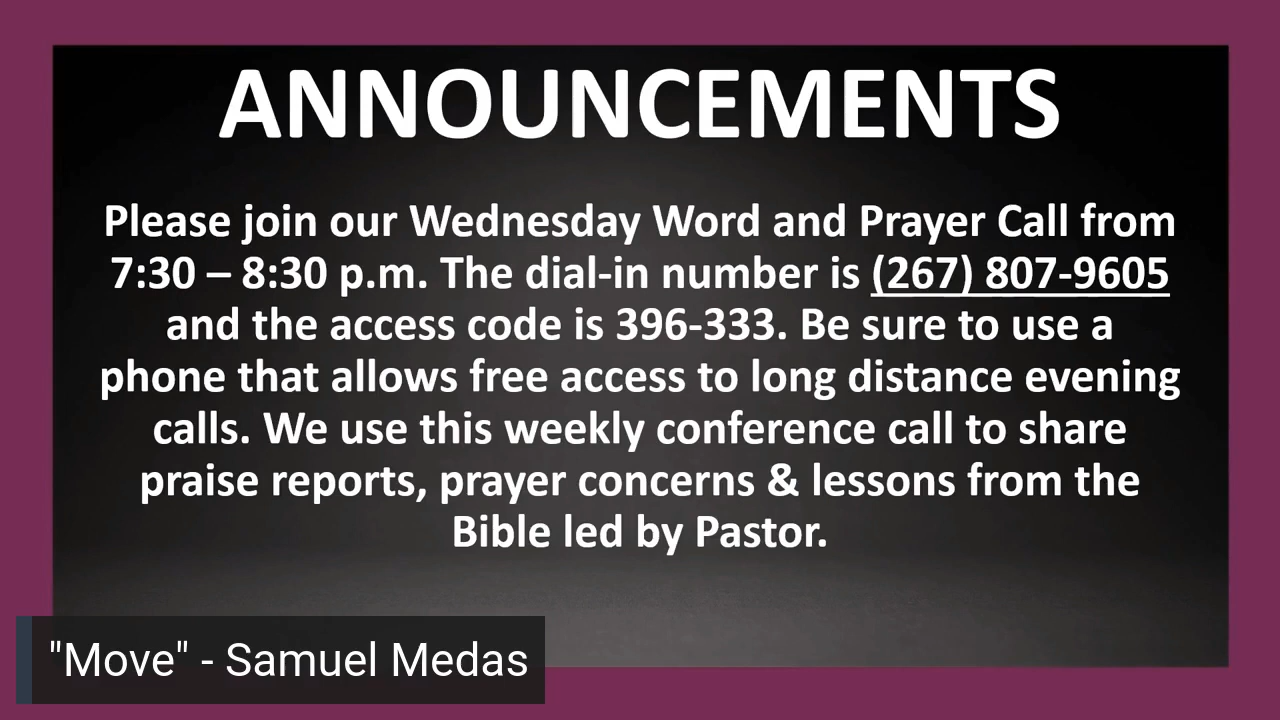 ANNOUNCEMENTS
Please join our Wednesday Word and Prayer Call from
7:30 – 8:30 p.m. The dial-in number is (267) 807-9605
and the access code is 396-333. Be sure to use a
phone that allows free access to long distance evening
calls. We use this weekly conference call to share
praise reports, prayer concerns & lessons from the
Bible led by Pastor.
"Move" - Samuel Medas